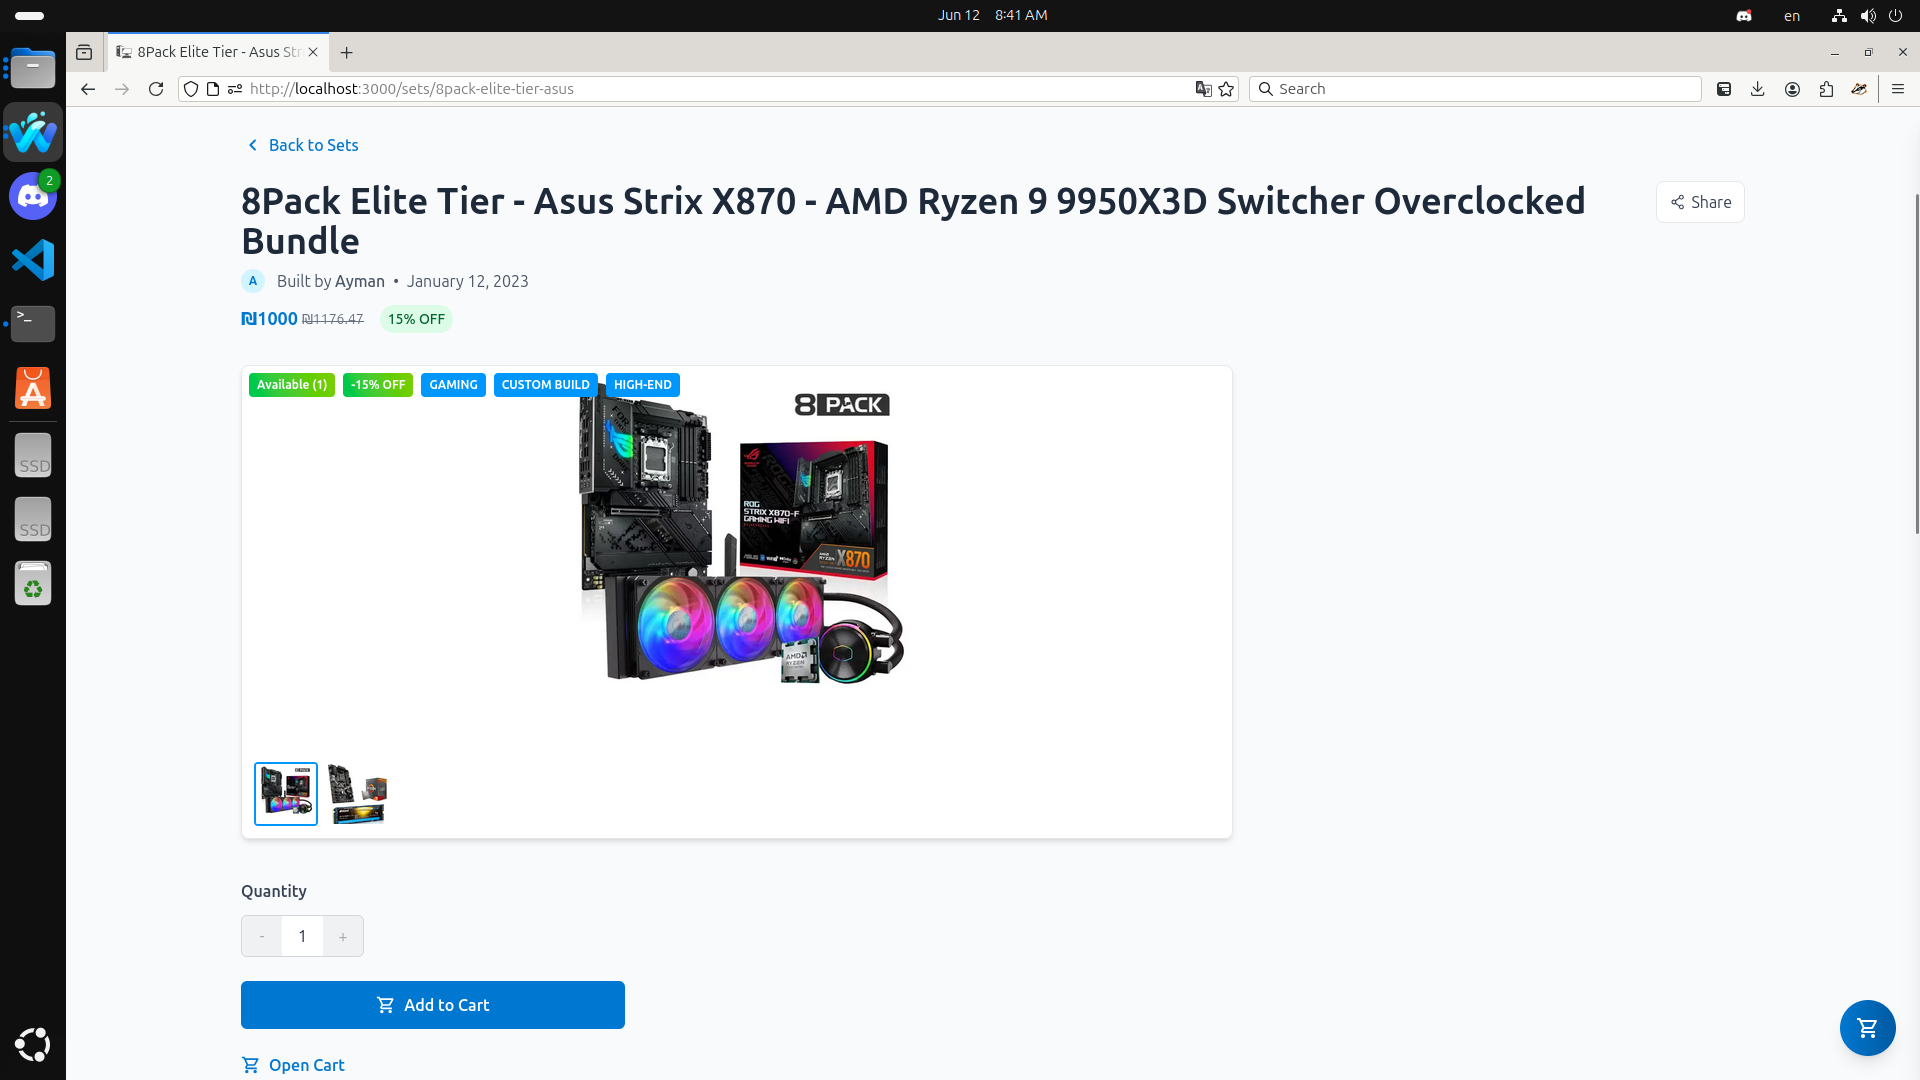 Jun 12 8:41 AM
en
8Pack Elite Tier - Asus Str
http://localhost:3000/sets/8pack-elite-tier-asus
Search
2
SSD
SSD
Back to Sets
8Pack Elite Tier - Asus Strix X870 - AMD Ryzen 9 9950X3D Switcher Overclocked
Bundle
Share
A Built by Ayman • January 12, 2023
₪1000 ₪1176.47 15% OFF
Available (1) -15% OFF GAMING CUSTOM BUILD HIGH-END
8PACK
ROG
STRIX X870-F
GAMING WIFI
X870
AMD
RYZEN
Quantity
- 1 +
Add to Cart
Open Cart